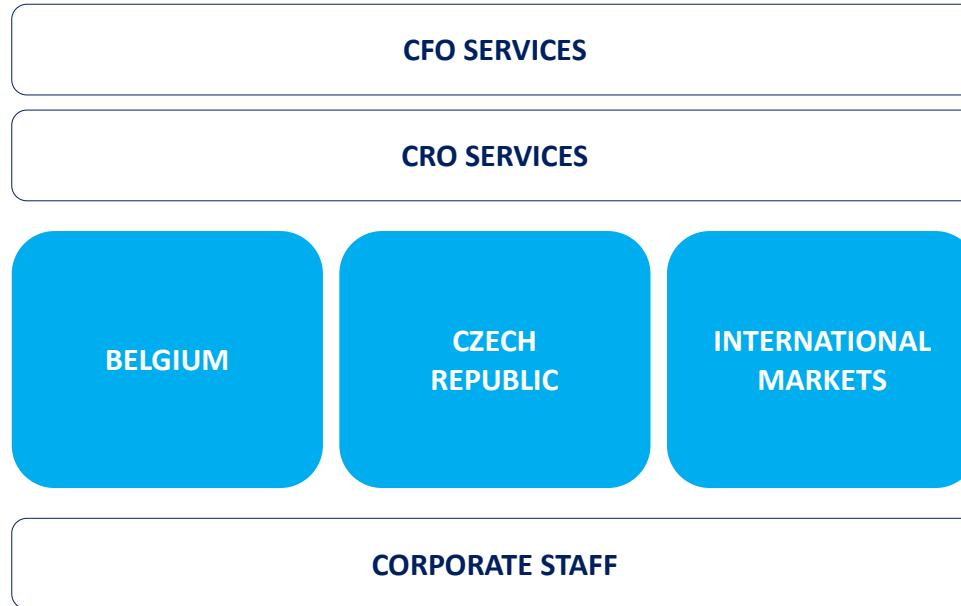 CFO SERVICES
CRO SERVICES
BELGIUM
CZECH
REPUBLIC
INTERNATIONAL
MARKETS
CORPORATE STAFF